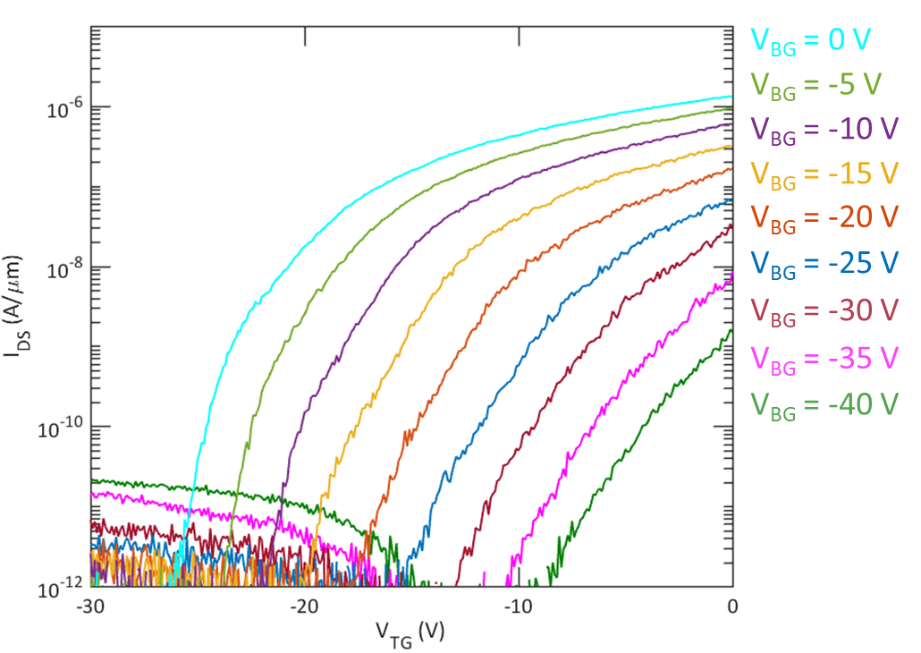 V_BG = 0 V
V_BG = -5 V
V_BG = -10 V
V_BG = -15 V
V_BG = -20 V
V_BG = -25 V
V_BG = -30 V
V_BG = -35 V
V_BG = -40 V
10^-6
10^-8
10^-10
10^-12
I_DS (A/μm)
-30
-20
-10
0
V_TG (V)